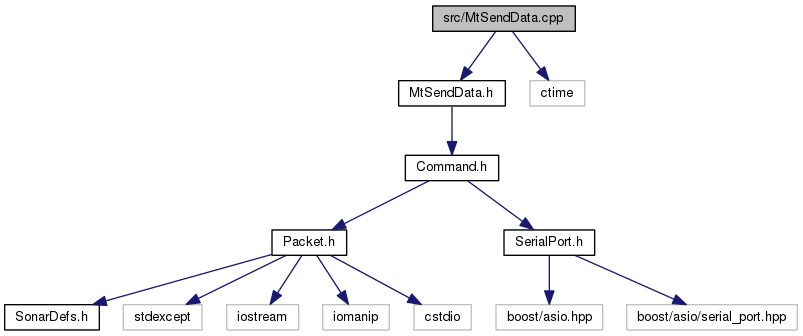 src/MtSendData.cpp
MtSendData.h
ctime
Command.h
Packet.h
SerialPort.h
SonarDefs.h
stdexcept
iostream
iomanip
cstdio
boost/asio.hpp
boost/asio/serial_port.hpp